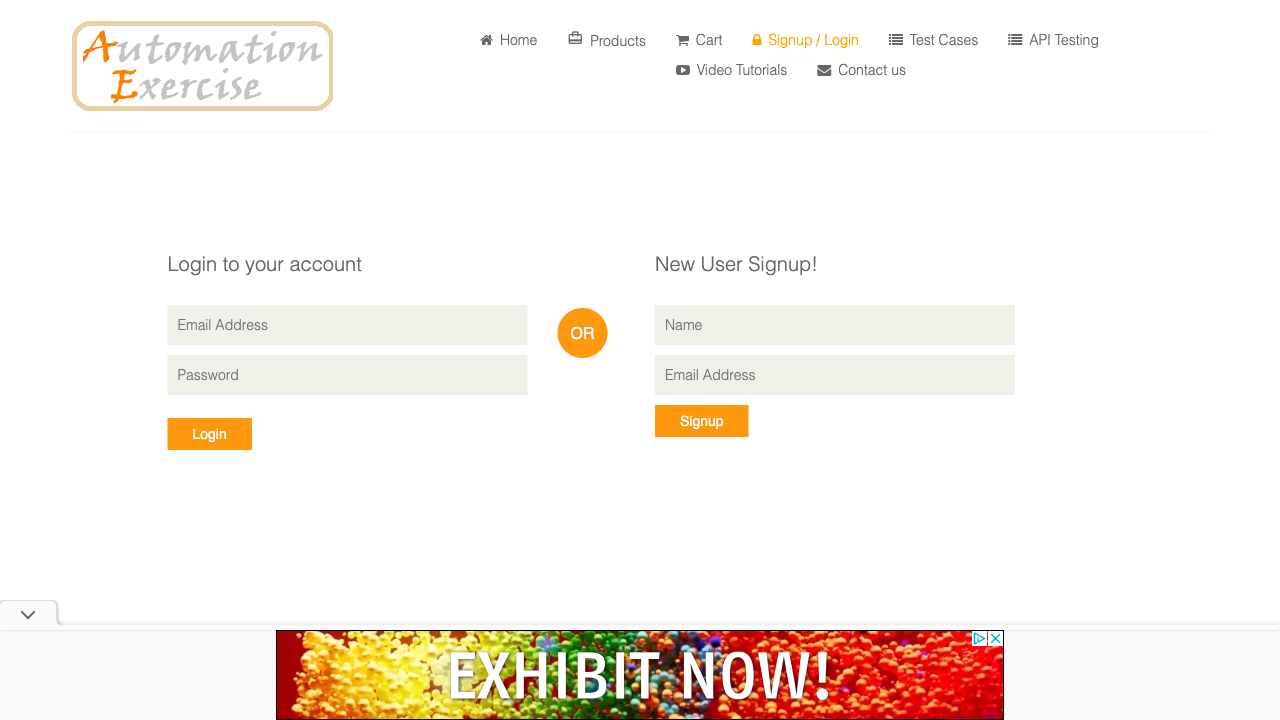 Automation
Exercise
Home Products Cart Signup / Login Test Cases API Testing
Video Tutorials Contact us
Login to your account
Email Address
Password
Login
OR
New User Signup!
Name
Email Address
Signup
EXHIBIT NOW!